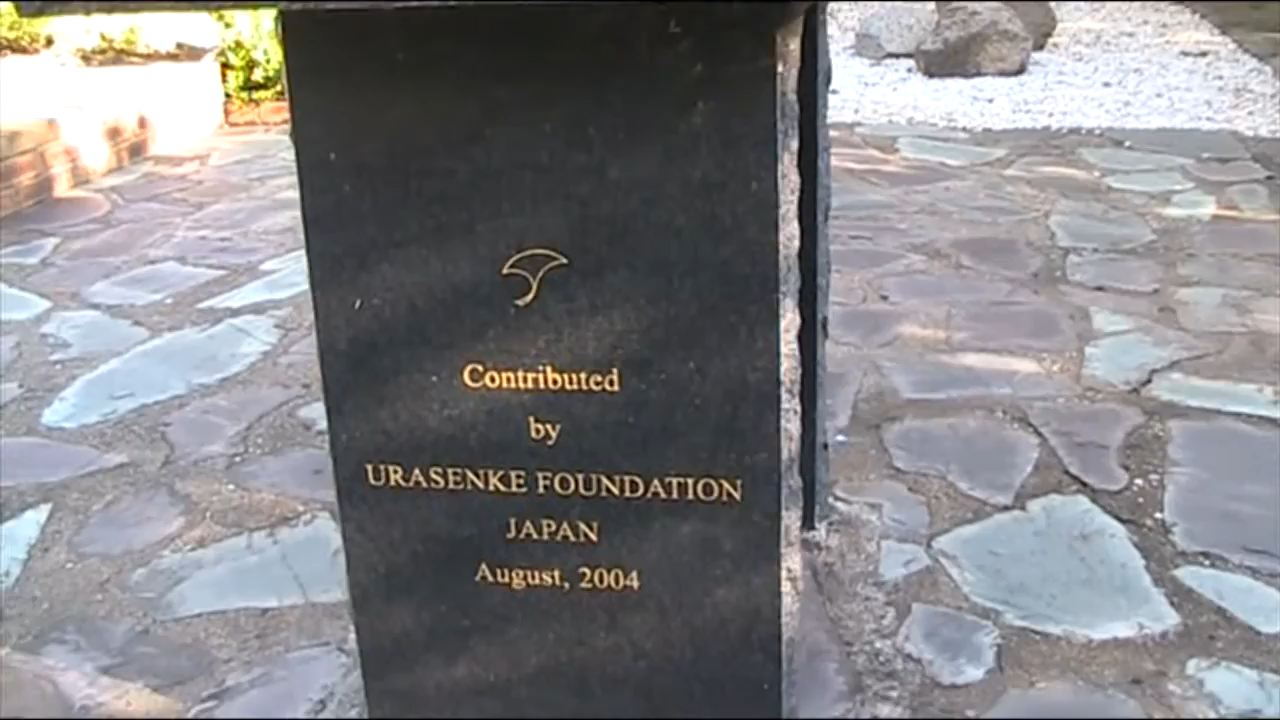 Contributed
by
URASENKE FOUNDATION
JAPAN
August, 2004